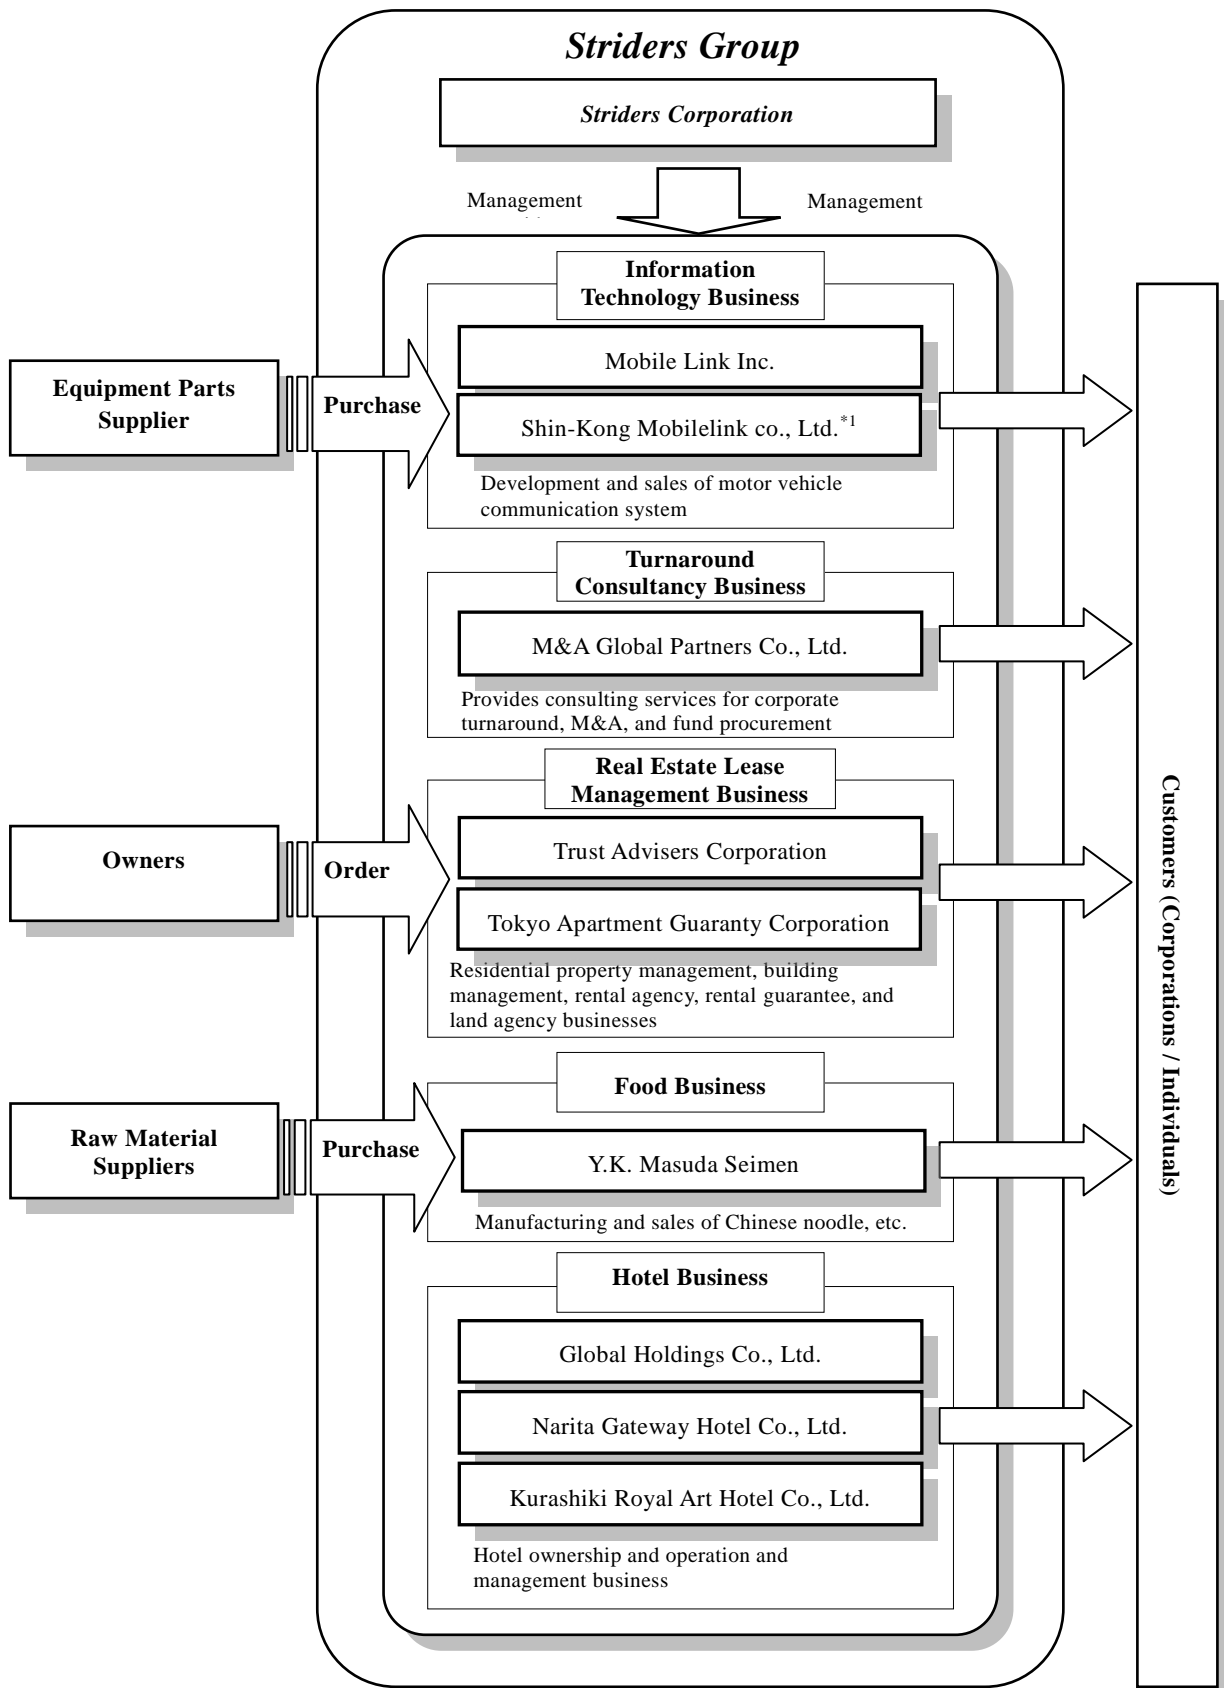 Striders Group
Striders Corporation
Management
Management
Information
Technology Business
Mobile Link Inc.
Shin-Kong Mobilelink co., Ltd.*1
Development and sales of motor vehicle
communication system
Equipment Parts
Supplier
Purchase
Turnaround
Consultancy Business
M&A Global Partners Co., Ltd.
Provides consulting services for corporate
turnaround, M&A, and fund procurement
Real Estate Lease
Management Business
Trust Advisers Corporation
Tokyo Apartment Guaranty Corporation
Residential property management, building
management, rental agency, rental guarantee, and
land agency businesses
Owners
Order
Food Business
Y.K. Masuda Seimen
Manufacturing and sales of Chinese noodle, etc.
Raw Material
Suppliers
Purchase
Hotel Business
Global Holdings Co., Ltd.
Narita Gateway Hotel Co., Ltd.
Kurashiki Royal Art Hotel Co., Ltd.
Hotel ownership and operation and
management business
Customers (Corporations / Individuals)